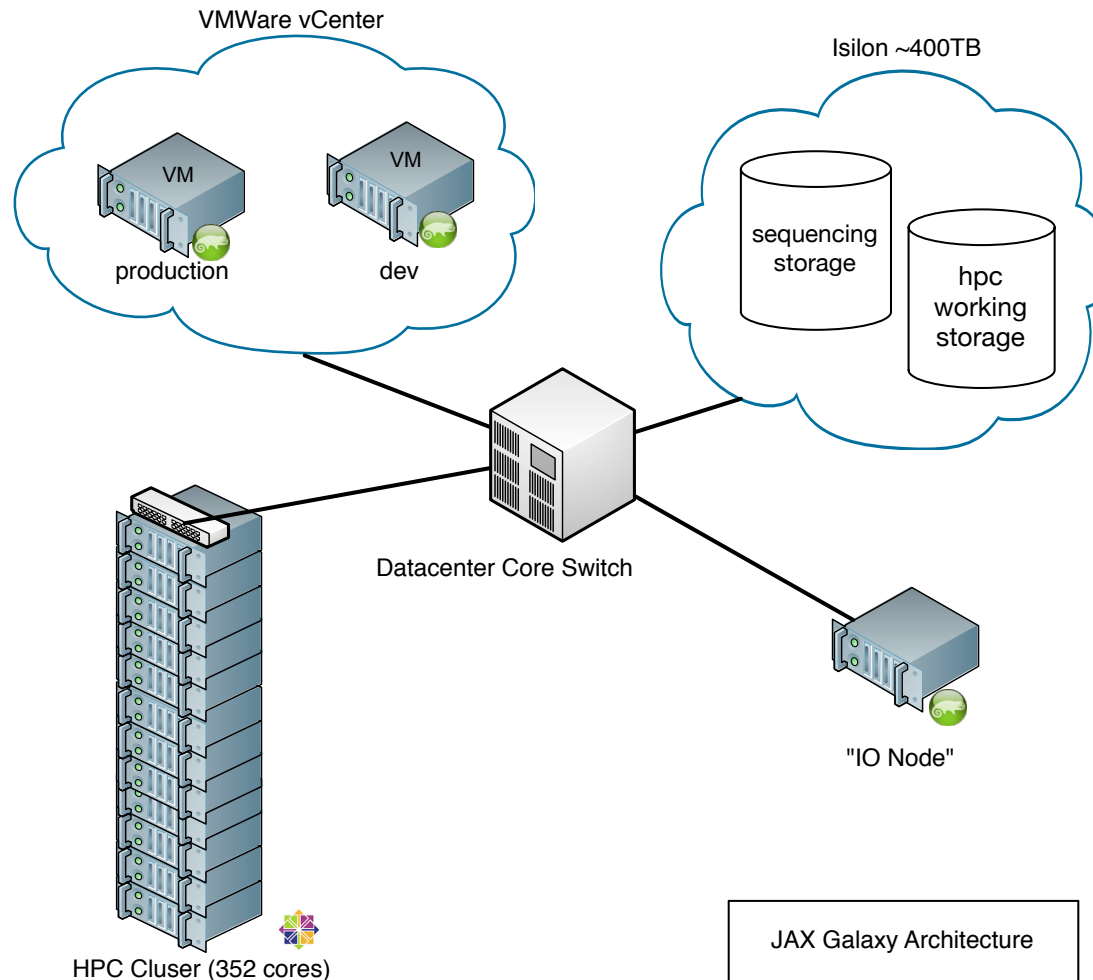 VMWare vCenter
Isilon ~400TB
VM
VM
production
dev
sequencing
storage
hpc
working
storage
Datacenter Core Switch
"IO Node"
HPC Cluser (352 cores)
JAX Galaxy Architecture